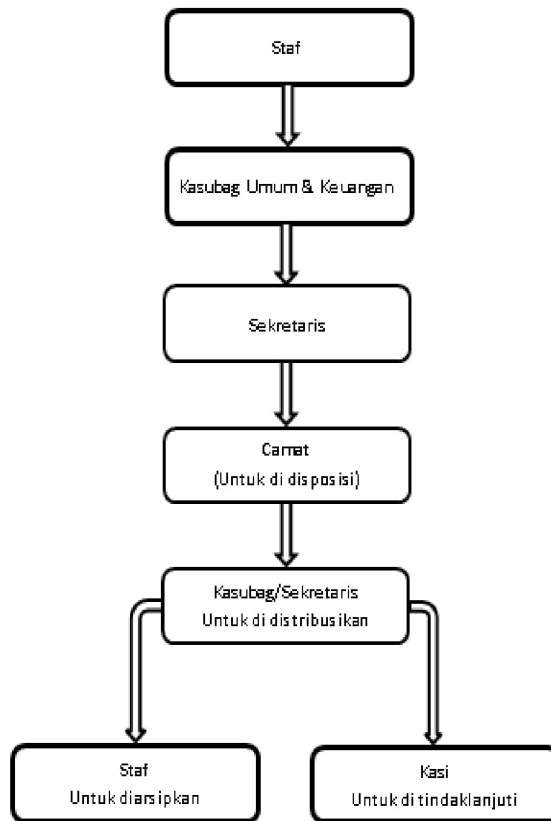 Staf
Kasubag Umum & Keuangan
Sekretaris
Camat
(Untuk di disposisi)
Kasubag/Sekretaris
Untuk di distribusikan
Staf
Untuk diarsipkan
Kasi
Untuk di tindaklanjuti